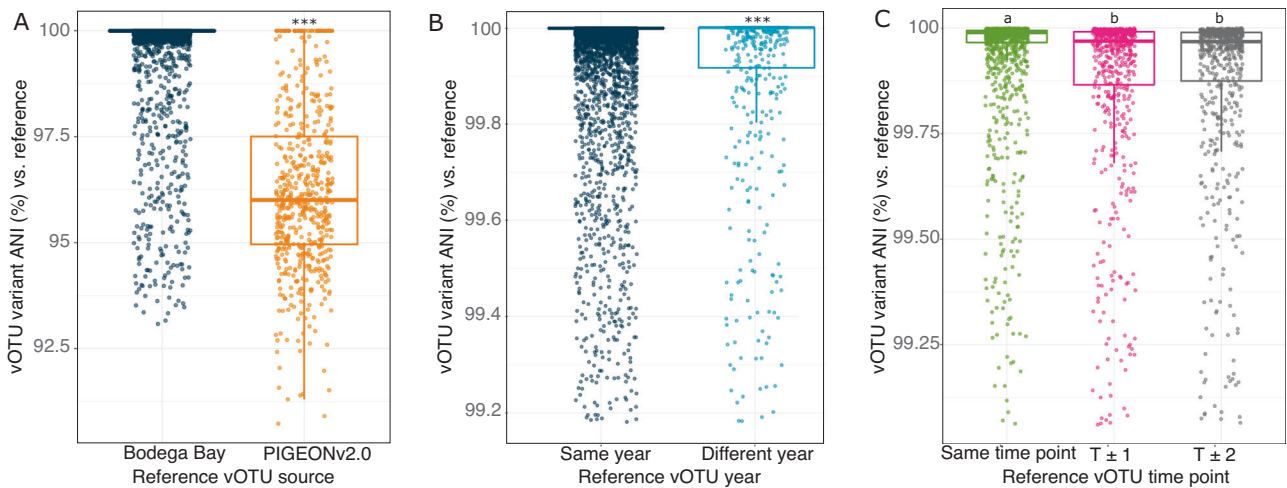 A
***
100
97.5
95
92.5
vOTU variant ANI (%) vs. reference
Bodega Bay
PIGEONv2.0
Reference vOTU source
B
***
100
99.8
99.6
99.4
99.2
vOTU variant ANI (%) vs. reference
Same year
Different year
Reference vOTU year
C
a
b
b
100
99.75
99.50
99.25
vOTU variant ANI (%) vs. reference
Same time point
T ± 1
T ± 2
Reference vOTU time point